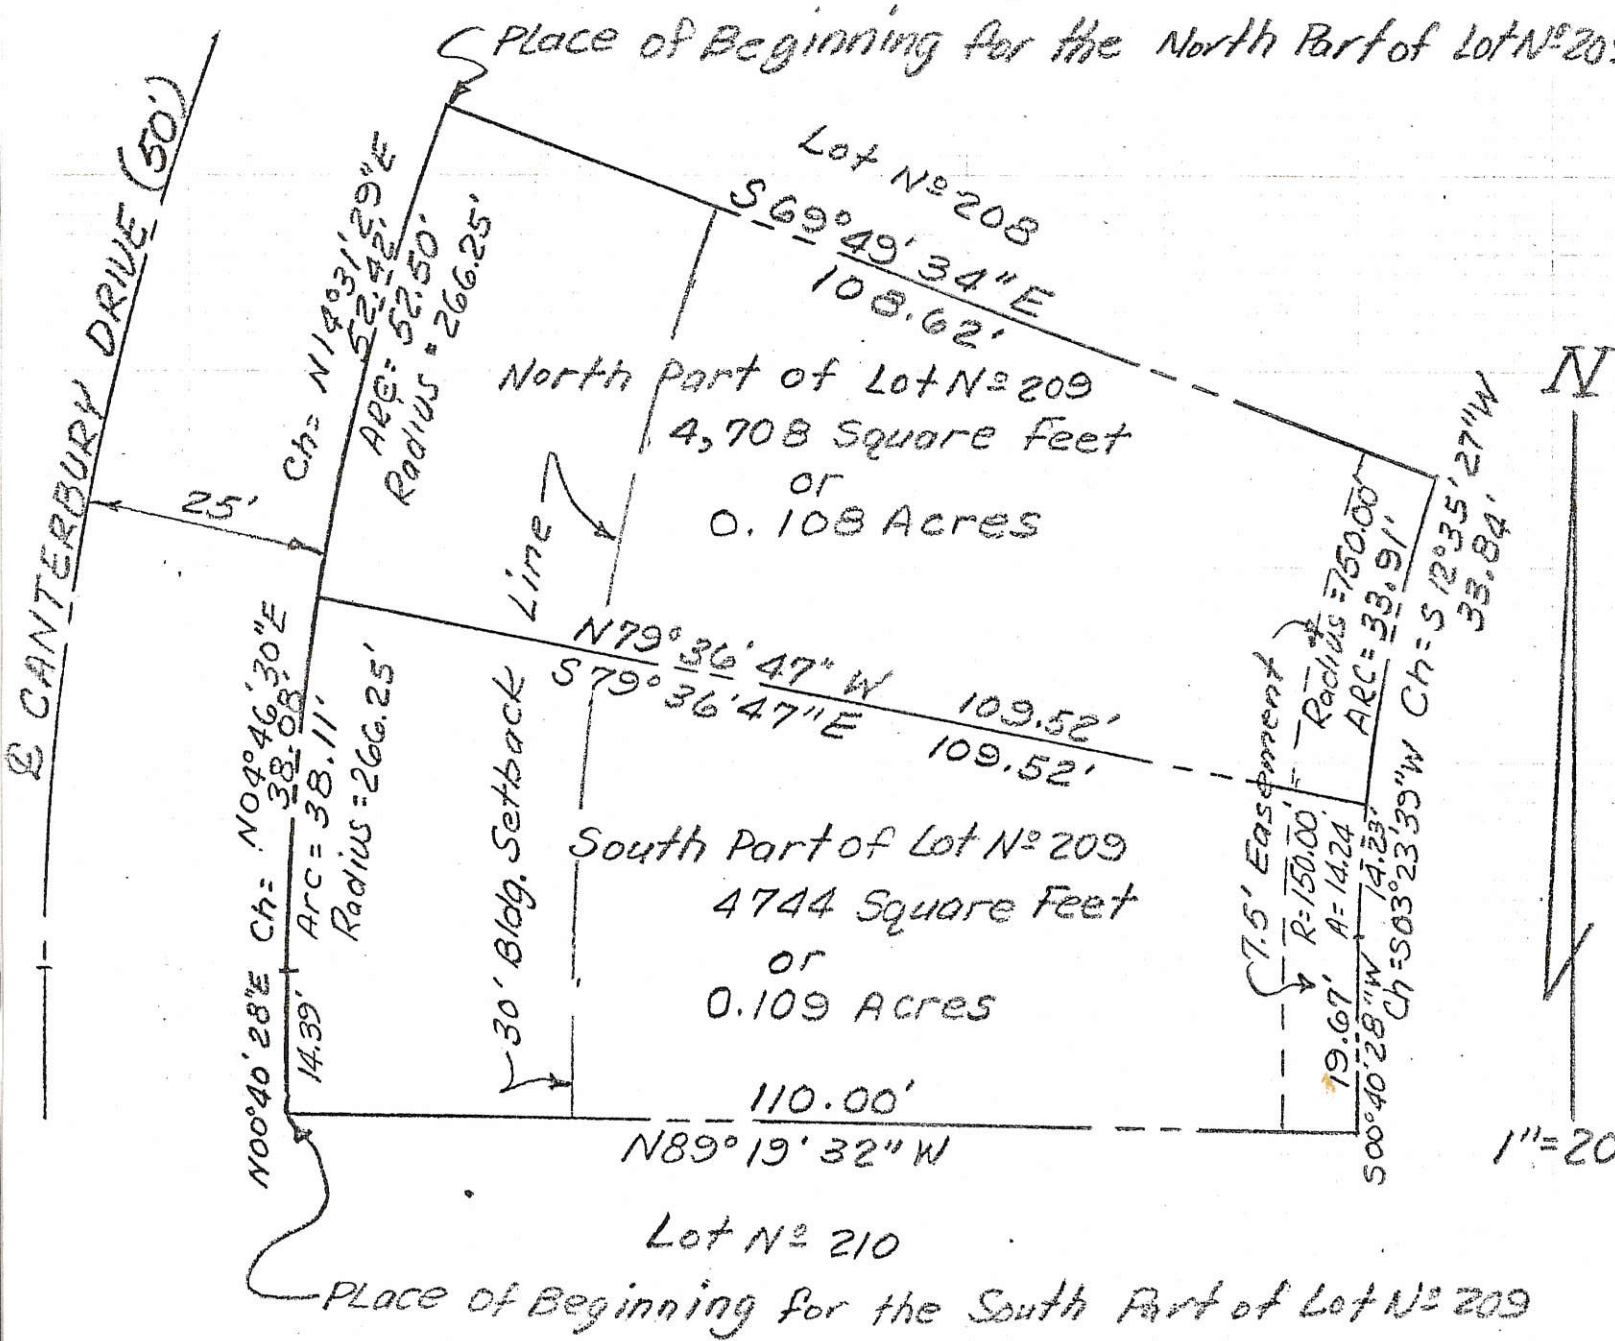 Place of Beginning for the North Part of Lot Nº 209
℄ CANTERBURY DRIVE (50')
25'
Ch= N14°31'29"E
52.42'
ARC= 52.50'
Radius = 266.25'
Lot Nº 208
S69°49'34"E
108.62'
North Part of Lot Nº 209
4,708 Square Feet
or
0.108 Acres
N
Radius = 150.00'
ARC = 33.91'
Ch = S 12°35'27"W
33.84'
N79°36'47"W 109.52'
S79°36'47"E 109.52'
30' Bldg. Setback Line
N04°46'30"E
Ch= 38.08'
Arc = 38.11'
Radius = 266.25'
South Part of Lot Nº 209
4744 Square Feet
or
0.109 Acres
7.5' Easement
R=150.00'
A=14.24'
14.23'
Ch=S03°23'39"W
19.67'
S00°40'28"W
N00°40'28"E
14.39'
110.00'
N89°19'32"W
1"=20
Lot Nº 210
Place of Beginning for the South Part of Lot Nº 209